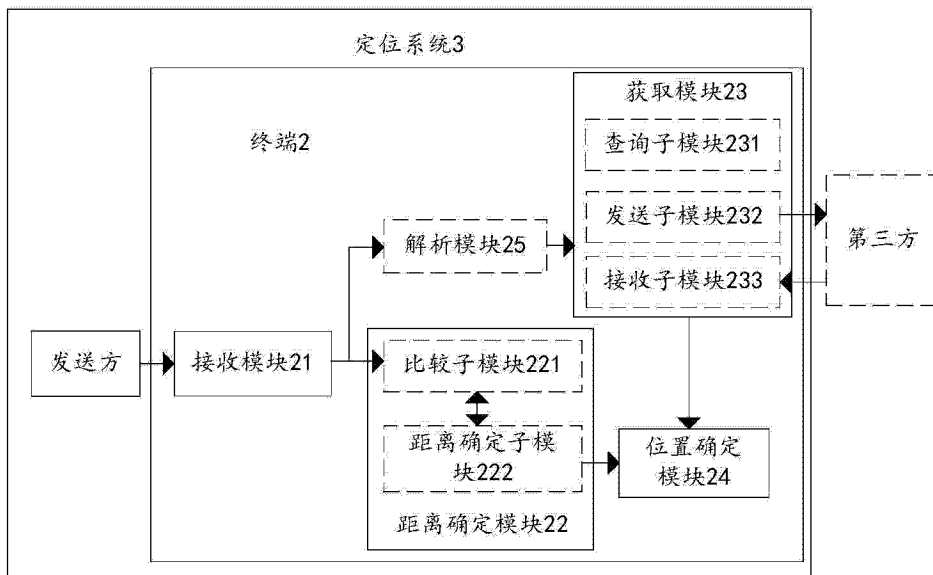 定位系统3
获取模块23
终端2
查询子模块231
发送子模块232
第三方
解析模块25
接收子模块233
发送方
接收模块21
比较子模块221
距离确定子模
块222
位置确定
模块24
距离确定模块22